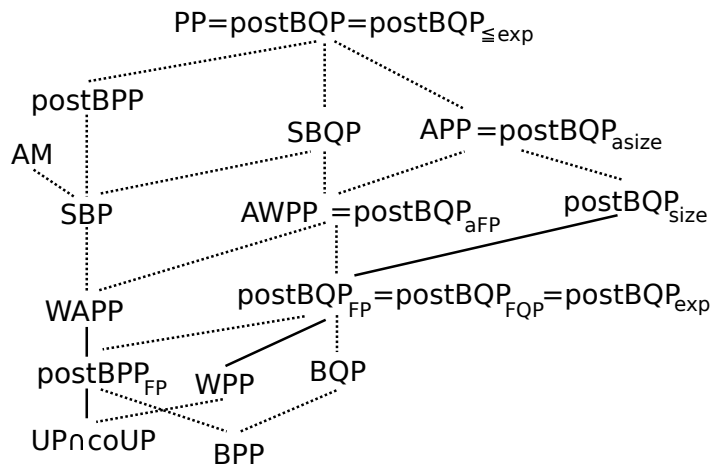 PP=postBQP=postBQP≦exp
postBPP
SBQP
APP=postBQPasize
AM
SBP
AWPP =postBQPaFP
postBQPsize
WAPP
postBQPFP=postBQPFQP=postBQPexp
postBPPFP
WPP
BQP
UP∩coUP
BPP